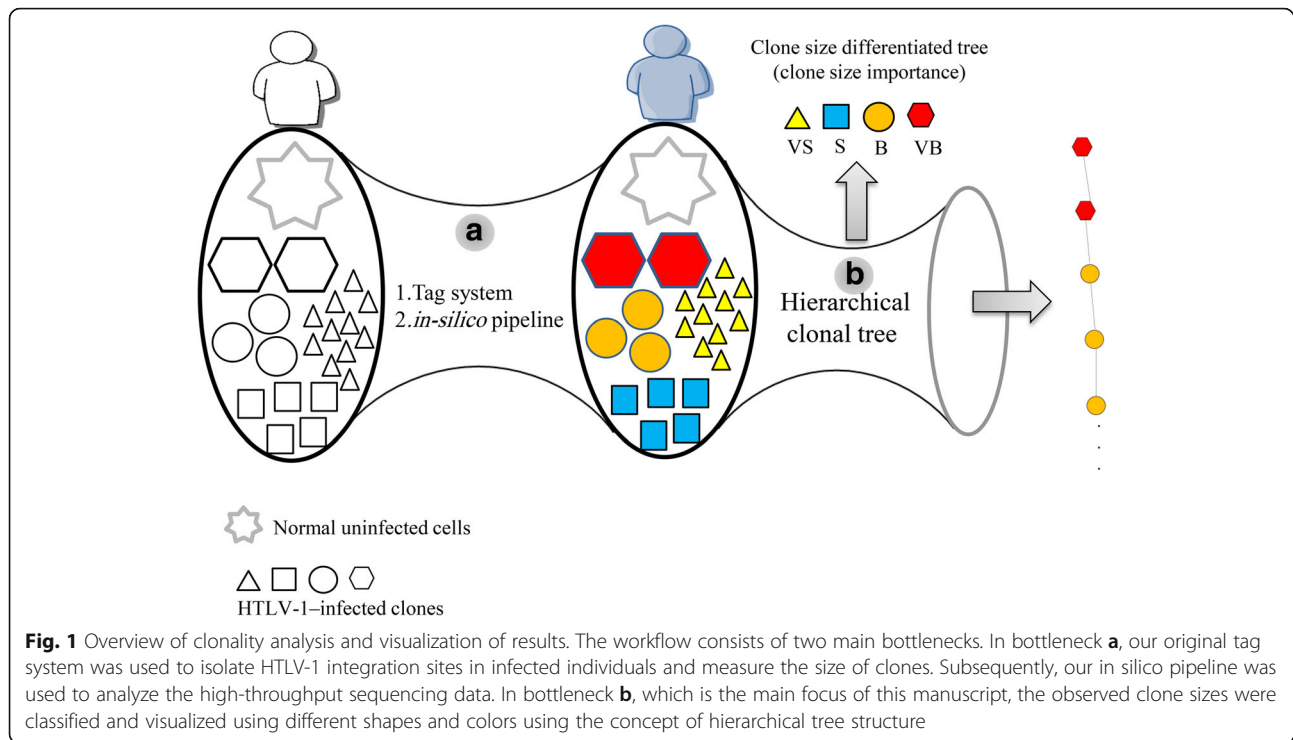 Clone size differentiated tree
(clone size importance)
VS S B VB
a
1.Tag system
2.in-silico pipeline
b
Hierarchical
clonal tree
Normal uninfected cells
HTLV-1–infected clones
Fig. 1 Overview of clonality analysis and visualization of results. The workflow consists of two main bottlenecks. In bottleneck a, our original tag
system was used to isolate HTLV-1 integration sites in infected individuals and measure the size of clones. Subsequently, our in silico pipeline was
used to analyze the high-throughput sequencing data. In bottleneck b, which is the main focus of this manuscript, the observed clone sizes were
classified and visualized using different shapes and colors using the concept of hierarchical tree structure